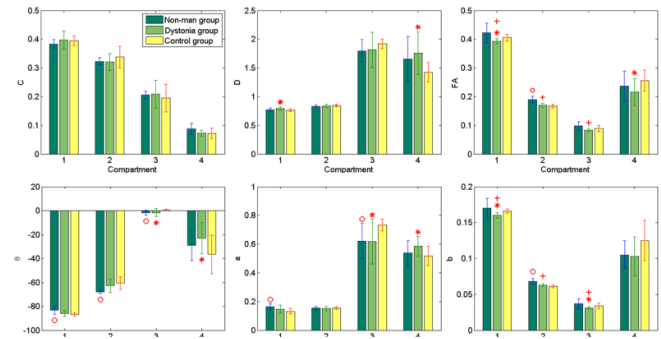 0.5
0.4
0.3
0.2
0.1
0
C
1 2 3 4
Compartment
Non-man group
Dystonia group
Control group
2.5
2
1.5
1
0.5
0
D
1 2 3 4
Compartment
0.5
0.4
0.3
0.2
0.1
0
FA
1 2 3 4
Compartment
20
0
-20
-40
-60
-80
-100
θ
1 2 3 4
1
0.8
0.6
0.4
0.2
0
a
1 2 3 4
0.2
0.15
0.1
0.05
0
b
1 2 3 4